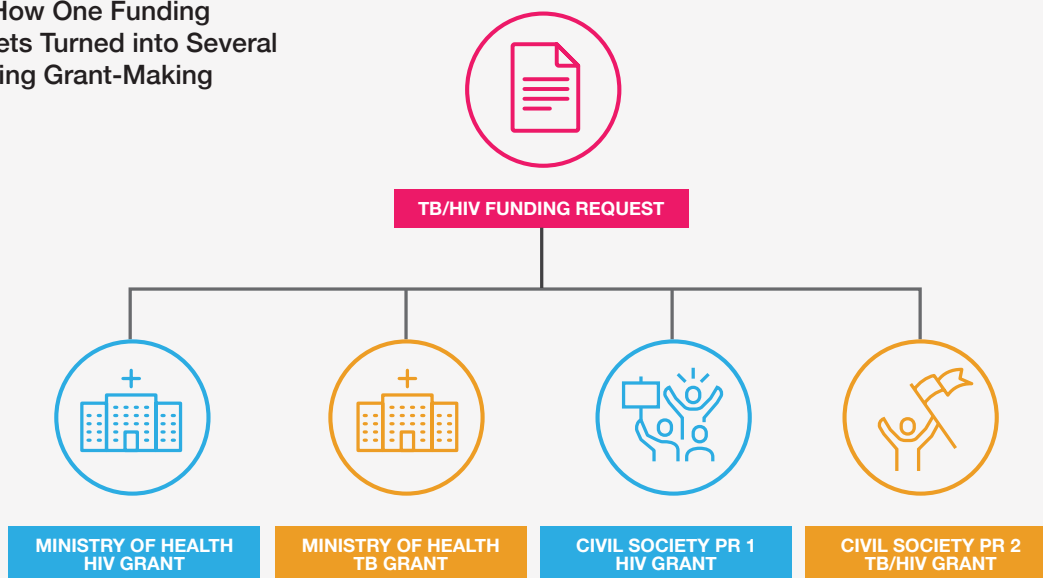 How One Funding
ets Turned into Several
ing Grant-Making
TB/HIV FUNDING REQUEST
MINISTRY OF HEALTH
HIV GRANT
MINISTRY OF HEALTH
TB GRANT
CIVIL SOCIETY PR 1
HIV GRANT
CIVIL SOCIETY PR 2
TB/HIV GRANT